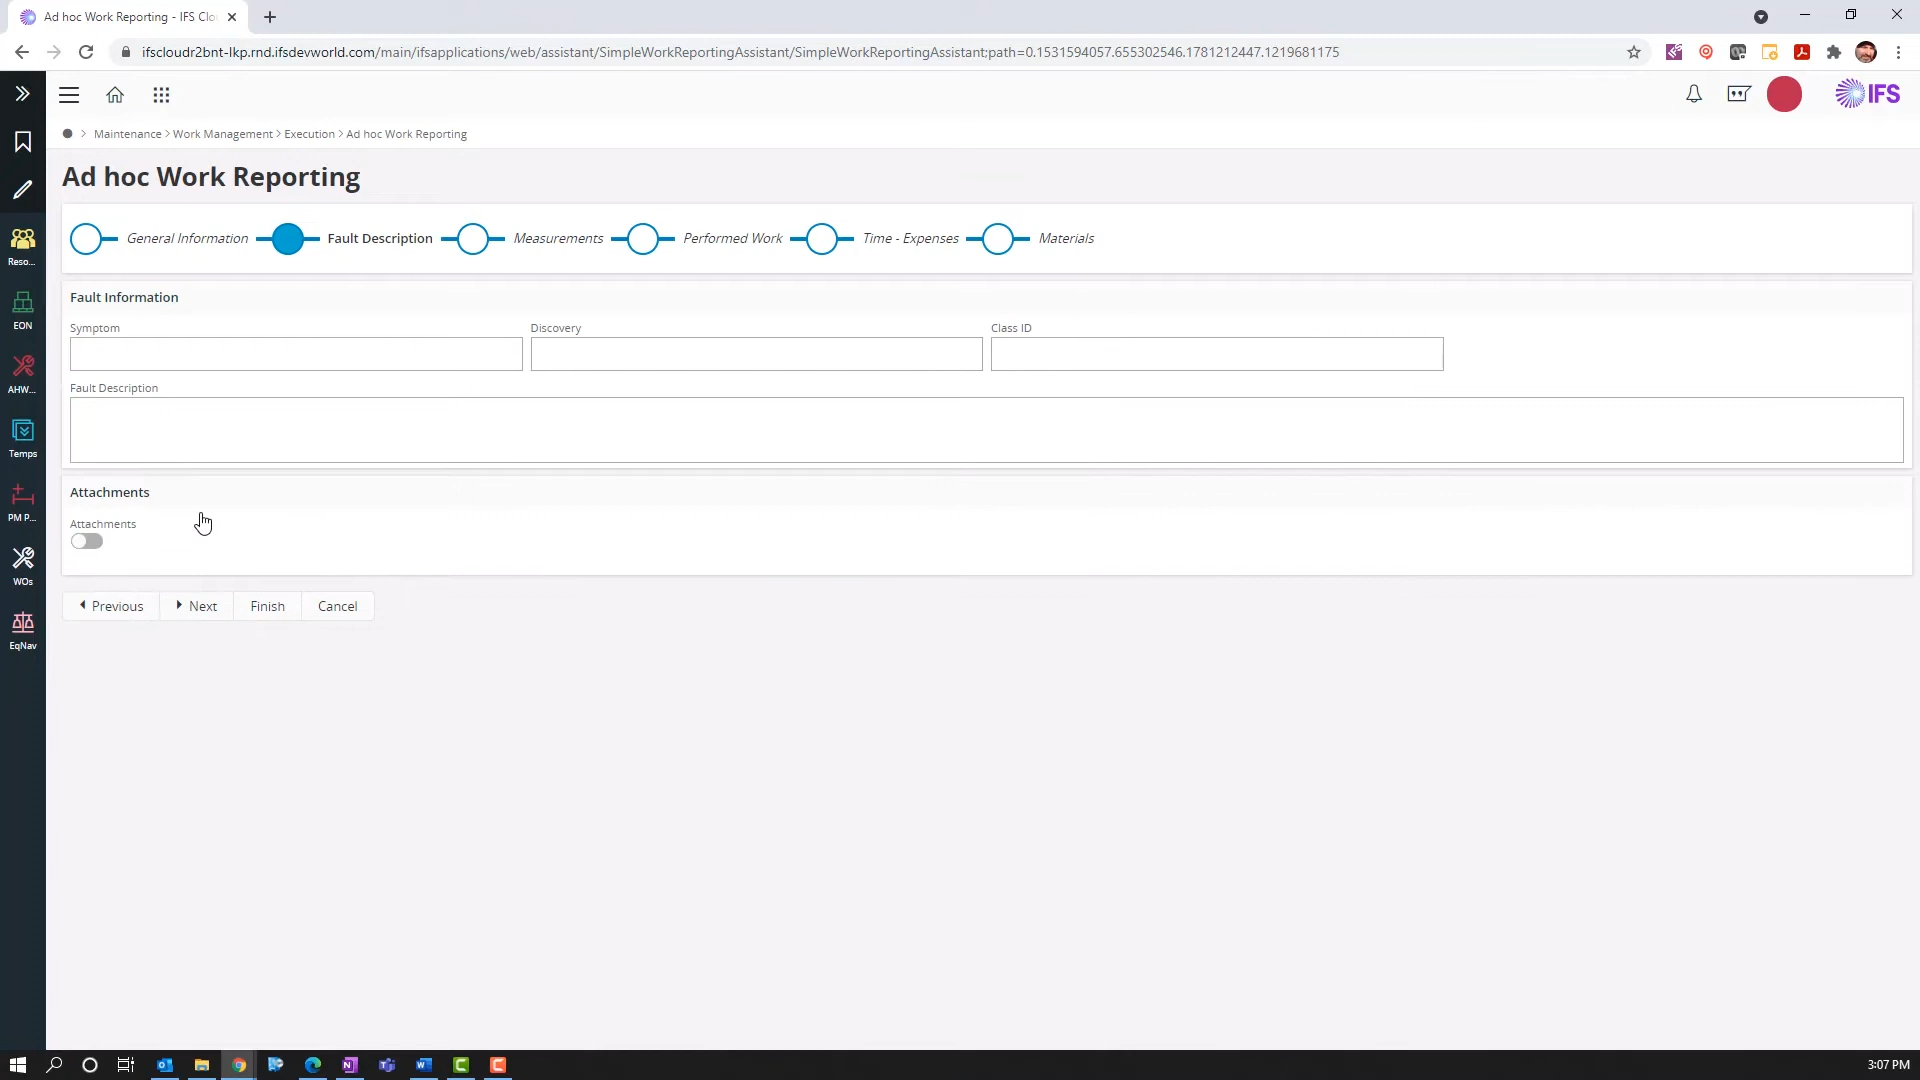 Ad hoc Work Reporting - IFS Clo
ifscloudr2bnt-lkp.rnd.ifsdevworld.com/main/ifsapplications/web/assistant/SimpleWorkReportingAssistant/SimpleWorkReportingAssistant;path=0.1531594057.655302546.1781212447.1219681175
IFS
Maintenance > Work Management > Execution > Ad hoc Work Reporting
Ad hoc Work Reporting
General Information Fault Description Measurements Performed Work Time - Expenses Materials
Fault Information
Symptom Discovery Class ID
Fault Description
Attachments
Attachments
Previous Next Finish Cancel
Reso...
EON
AHW...
Temps
PM P...
WOs
EqNav
3:07 PM